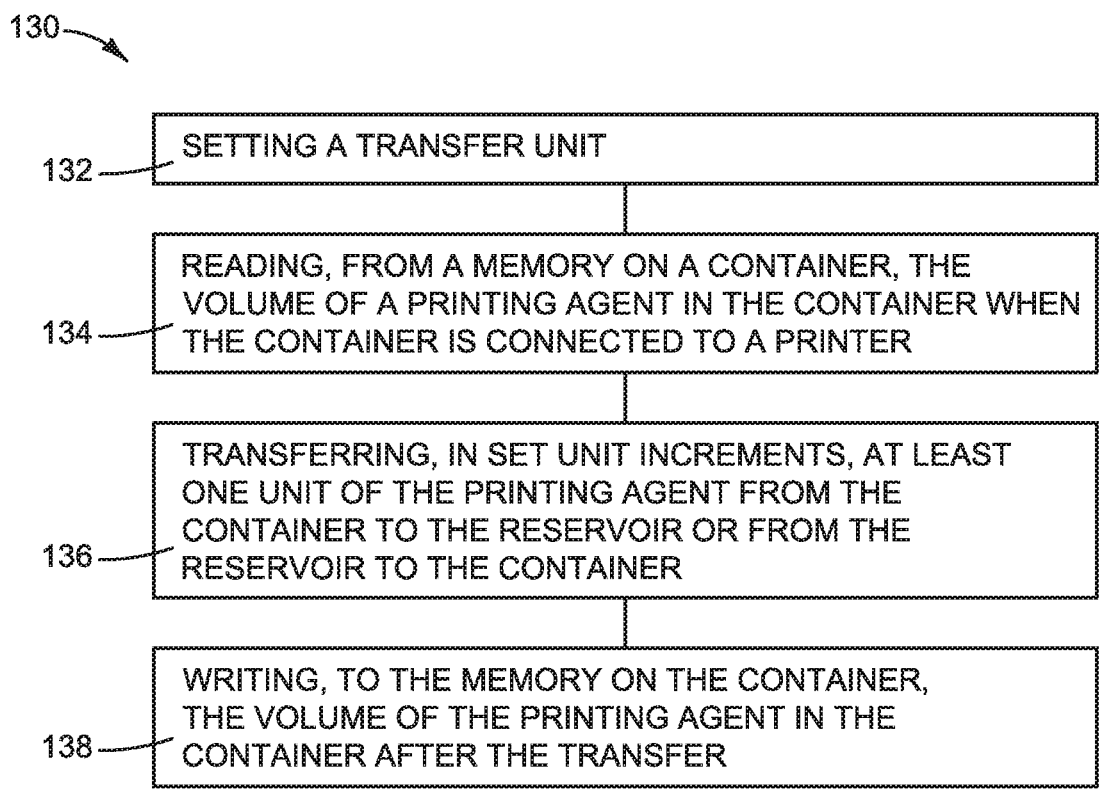 130
SETTING A TRANSFER UNIT
132
READING, FROM A MEMORY ON A CONTAINER, THE
VOLUME OF A PRINTING AGENT IN THE CONTAINER WHEN
THE CONTAINER IS CONNECTED TO A PRINTER
134
TRANSFERRING, IN SET UNIT INCREMENTS, AT LEAST
ONE UNIT OF THE PRINTING AGENT FROM THE
CONTAINER TO THE RESERVOIR OR FROM THE
RESERVOIR TO THE CONTAINER
136
WRITING, TO THE MEMORY ON THE CONTAINER,
THE VOLUME OF THE PRINTING AGENT IN THE
CONTAINER AFTER THE TRANSFER
138